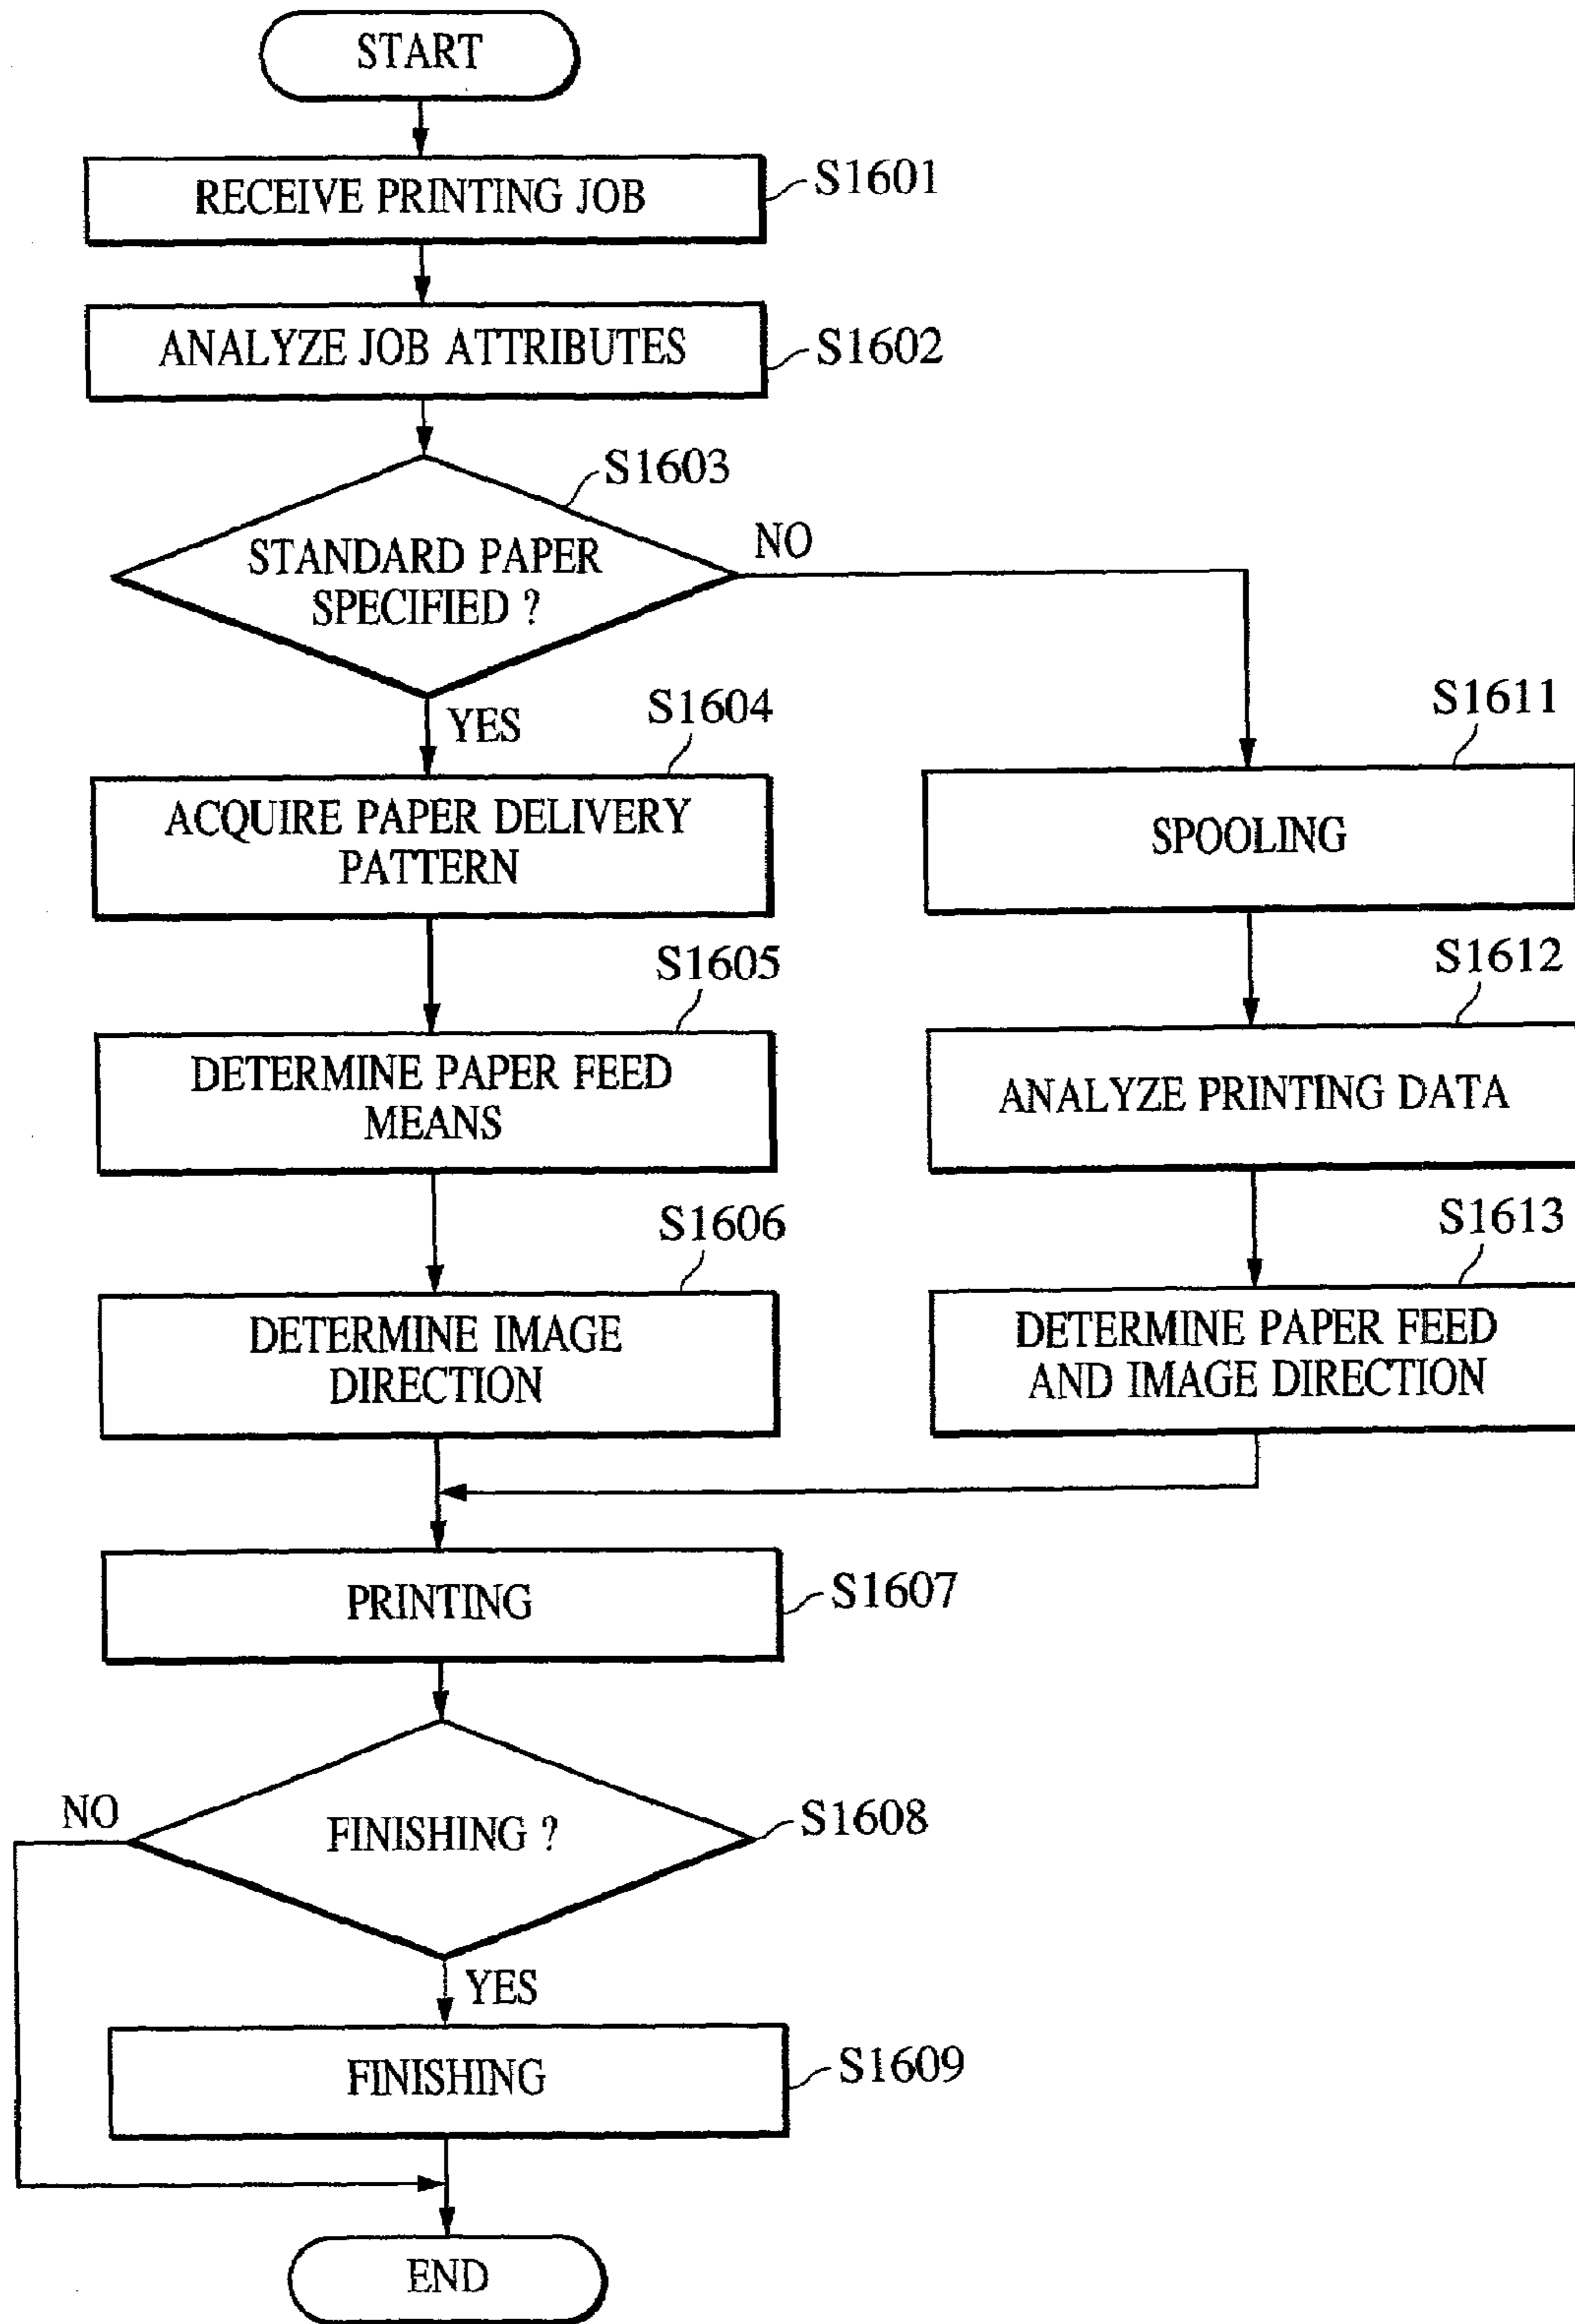 START
RECEIVE PRINTING JOB
S1601
ANALYZE JOB ATTRIBUTES
S1602
S1603
STANDARD PAPER
SPECIFIED ?
NO
YES
S1604
ACQUIRE PAPER DELIVERY
PATTERN
S1611
SPOOLING
S1605
DETERMINE PAPER FEED
MEANS
S1612
ANALYZE PRINTING DATA
S1606
DETERMINE IMAGE
DIRECTION
S1613
DETERMINE PAPER FEED
AND IMAGE DIRECTION
PRINTING
S1607
NO
FINISHING ?
S1608
YES
FINISHING
S1609
END